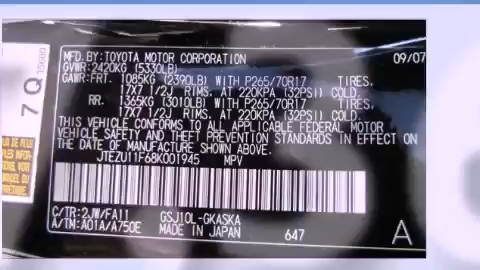 MFD.BY:TOYOTA MOTOR CORPORATION 09/07
GVWR:2420KG (5330LB)
GAWR:FRT. 1085KG (2390LB) WITH P265/70R17 TIRES,
17X7 1/2J RIMS, AT 220KPA (32PSI) COLD.
RR. 1365KG (3010LB) WITH P265/70R17 TIRES,
17X7 1/2J RIMS, AT 220KPA (32PSI) COLD.
THIS VEHICLE CONFORMS TO ALL APPLICABLE FEDERAL MOTOR
VEHICLE SAFETY AND THEFT PREVENTION STANDARDS IN EFFECT ON
THE DATE OF MANUFACTURE SHOWN ABOVE.
JTEZU11F68K001945 MPV
C/TR:2JW/FA11 GSJ10L-GKASKA
A/TM:A01A/A750E MADE IN JAPAN 647 A
7 Q